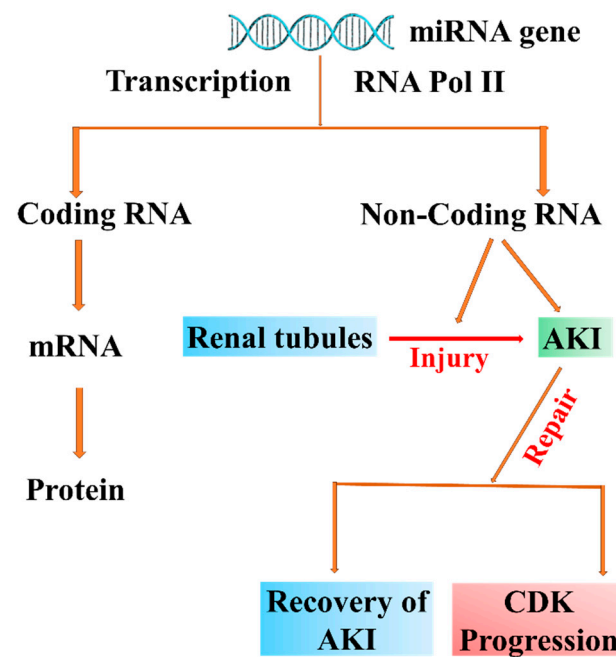 miRNA gene
Transcription
RNA Pol II
Coding RNA
Non-Coding RNA
mRNA
Renal tubules
Injury
AKI
Repair
Protein
Recovery of
AKI
CDK
Progression